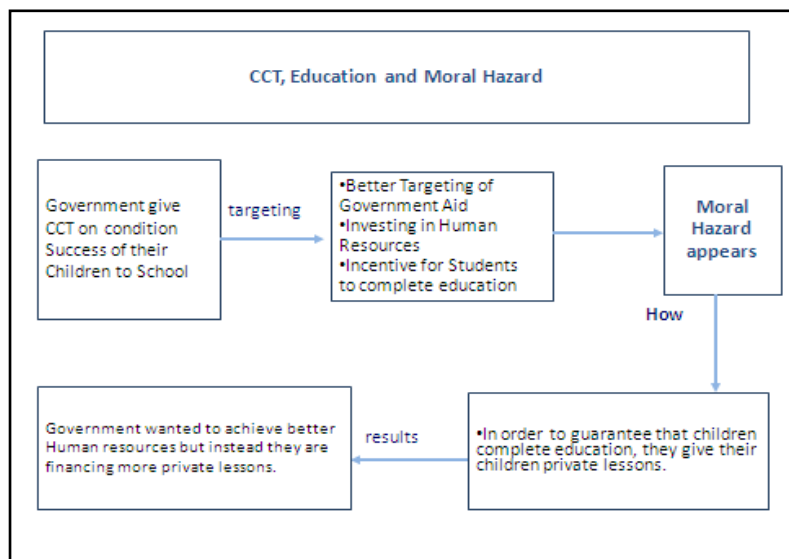 CCT, Education and Moral Hazard
Government give
CCT on condition
Success of their
Children to School
targeting
•Better Targeting of
Government Aid
•Investing in Human
Resources
•Incentive for Students
to complete education
Moral
Hazard
appears
How
•In order to guarantee that children
complete education, they give their
children private lessons.
results
Government wanted to achieve better
Human resources but instead they are
financing more private lessons.